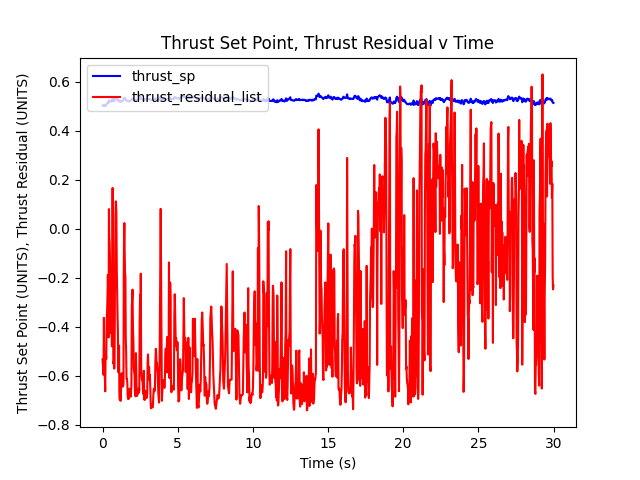 Thrust Set Point, Thrust Residual v Time
thrust_sp
thrust_residual_list
Thrust Set Point (UNITS), Thrust Residual (UNITS)
0.6
0.4
0.2
0.0
−0.2
−0.4
−0.6
−0.8
0 5 10 15 20 25 30
Time (s)